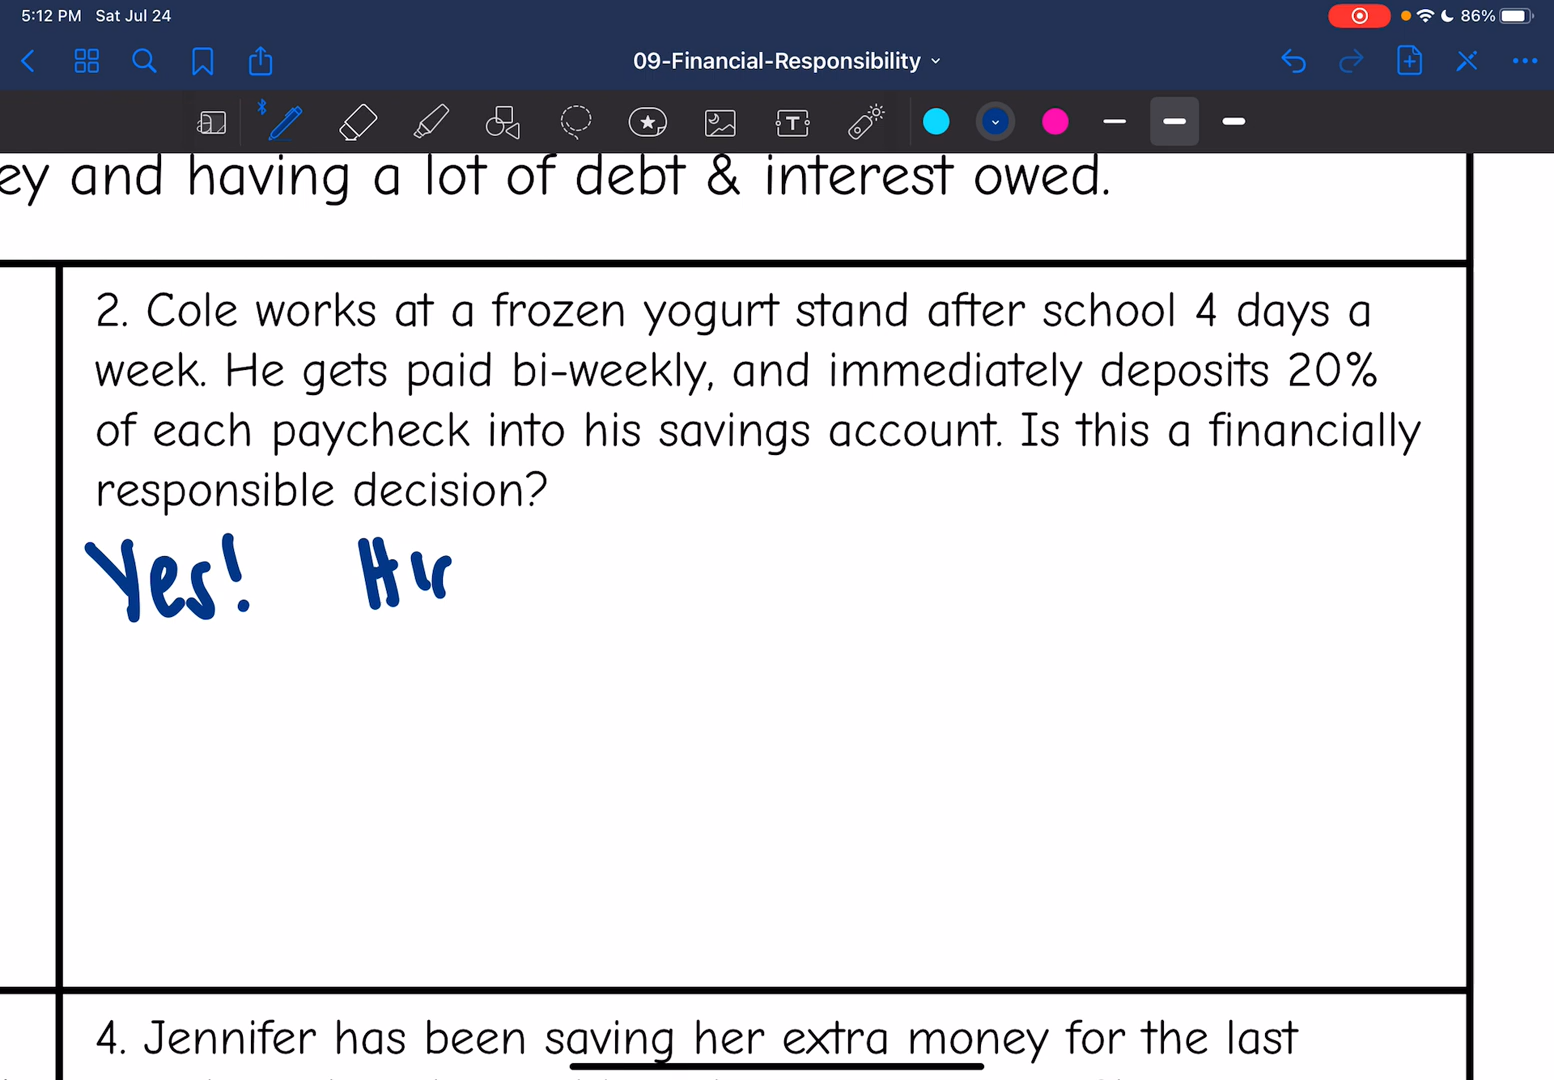 5:12 PM Sat Jul 24
86%
09-Financial-Responsibility
T
ey and having a lot of debt & interest owed.
2. Cole works at a frozen yogurt stand after school 4 days a
week. He gets paid bi-weekly, and immediately deposits 20%
of each paycheck into his savings account. Is this a financially
responsible decision?
Yes!
4. Jennifer has been saving her extra money for the last